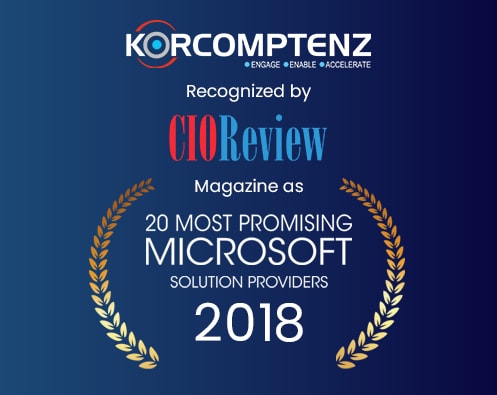 KORCOMPTENZ
• ENGAGE • ENABLE • ACCELERATE
Recognized by
CIOReview
Magazine as
20 MOST PROMISING
MICROSOFT
SOLUTION PROVIDERS
2018